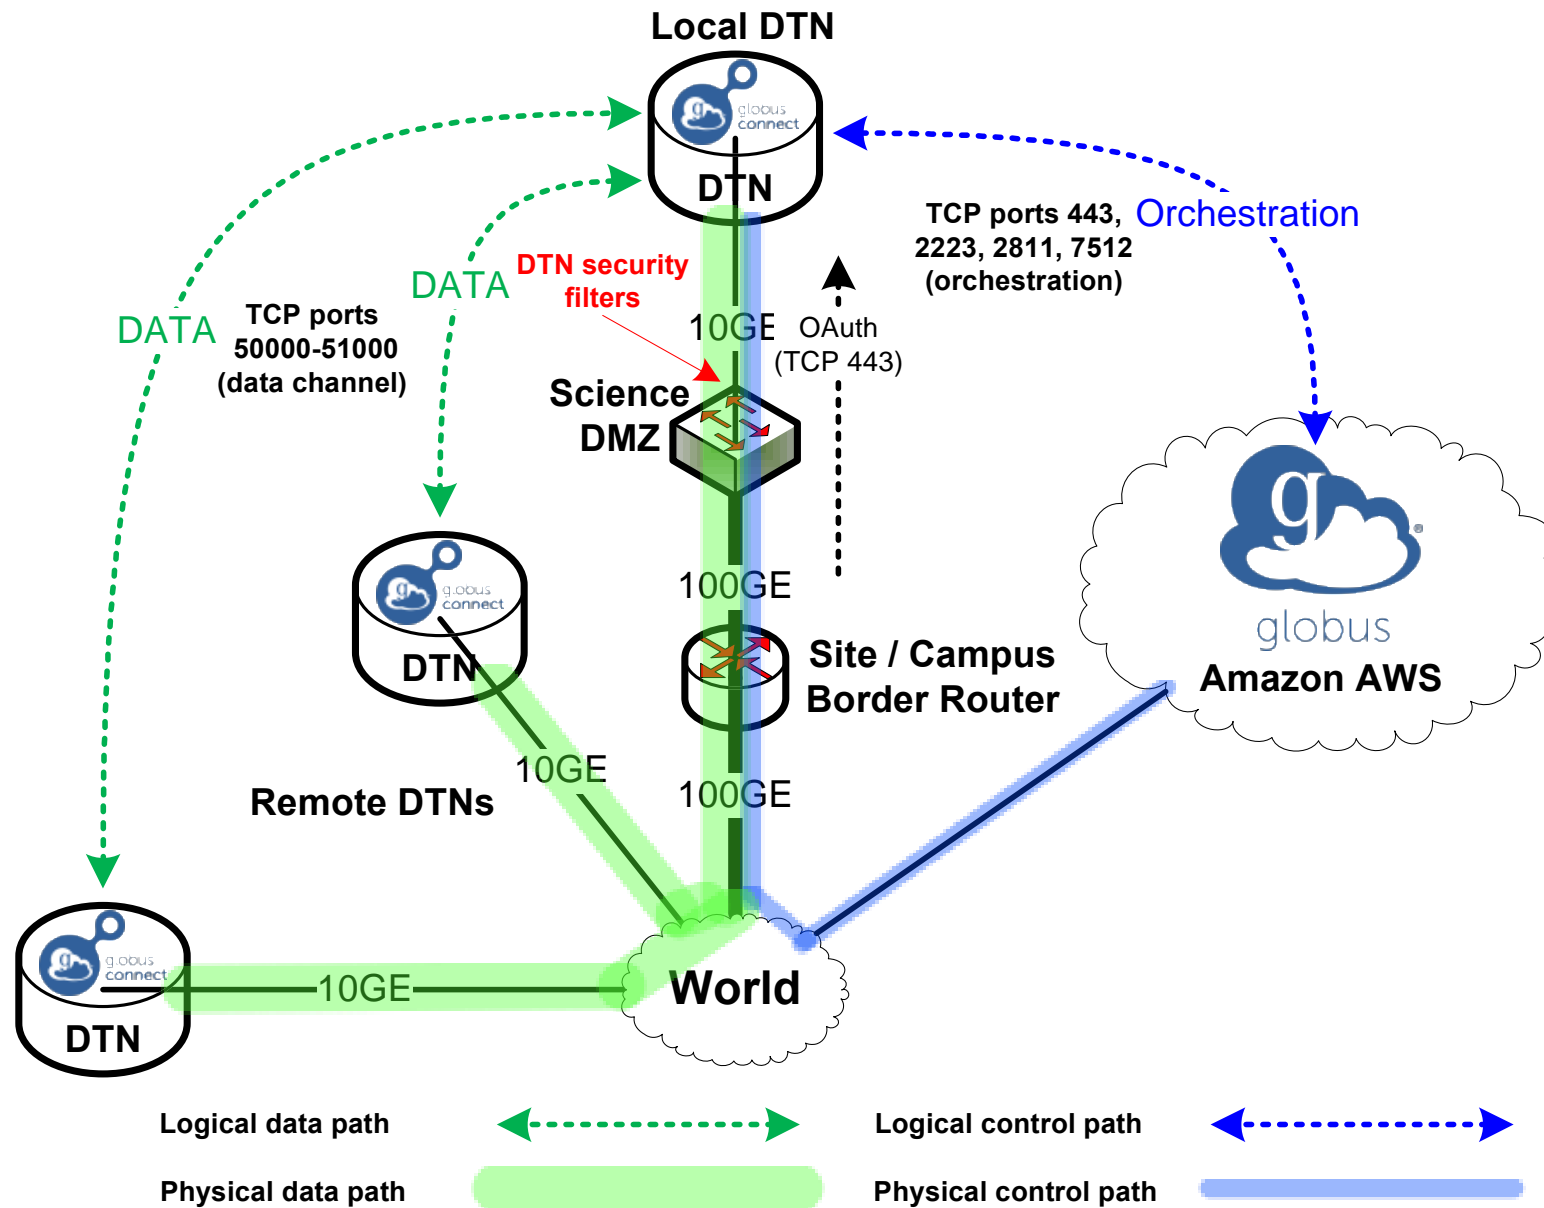 Local DTN
globus
connect
DTN
TCP ports 443,
2223, 2811, 7512
(orchestration)
Orchestration
DTN security
filters
DATA
DATA
TCP ports
50000-51000
(data channel)
10GE
OAuth
(TCP 443)
Science
DMZ
g
globus
Amazon AWS
100GE
globus
connect
DTN
Site / Campus
Border Router
10GE
100GE
Remote DTNs
globus
connect
DTN
10GE
World
Logical data path
Logical control path
Physical data path
Physical control path